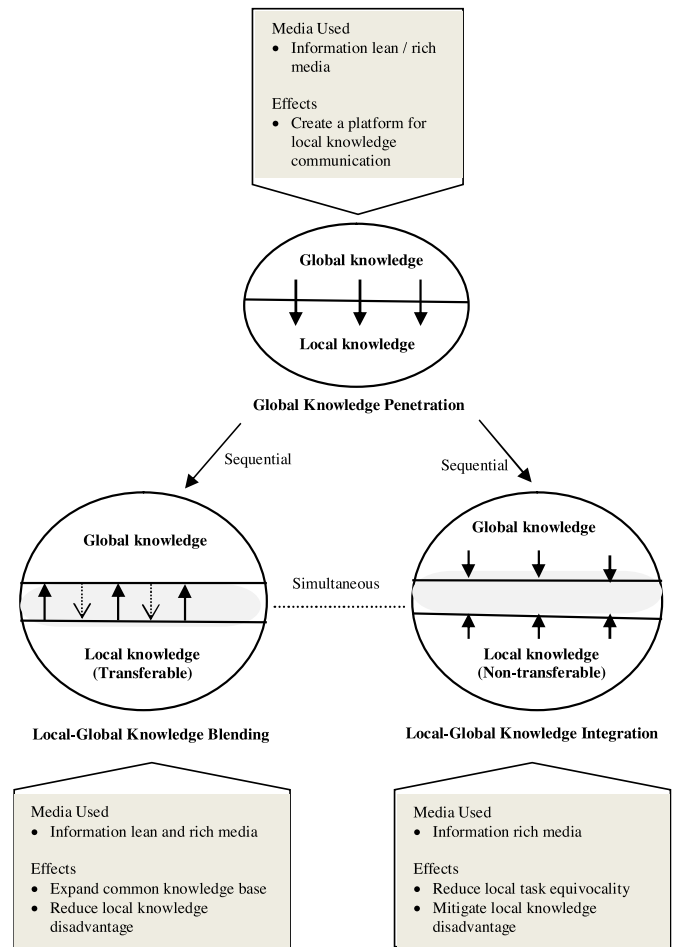 Media Used
• Information lean / rich
media
Effects
• Create a platform for
local knowledge
communication
Global knowledge
Local knowledge
Global Knowledge Penetration
Sequential
Sequential
Global knowledge
Local knowledge
(Transferable)
Local-Global Knowledge Blending
Simultaneous
Global knowledge
Local knowledge
(Non-transferable)
Local-Global Knowledge Integration
Media Used
• Information lean and rich media
Effects
• Expand common knowledge base
• Reduce local knowledge
disadvantage
Media Used
• Information rich media
Effects
• Reduce local task equivocality
• Mitigate local knowledge
disadvantage